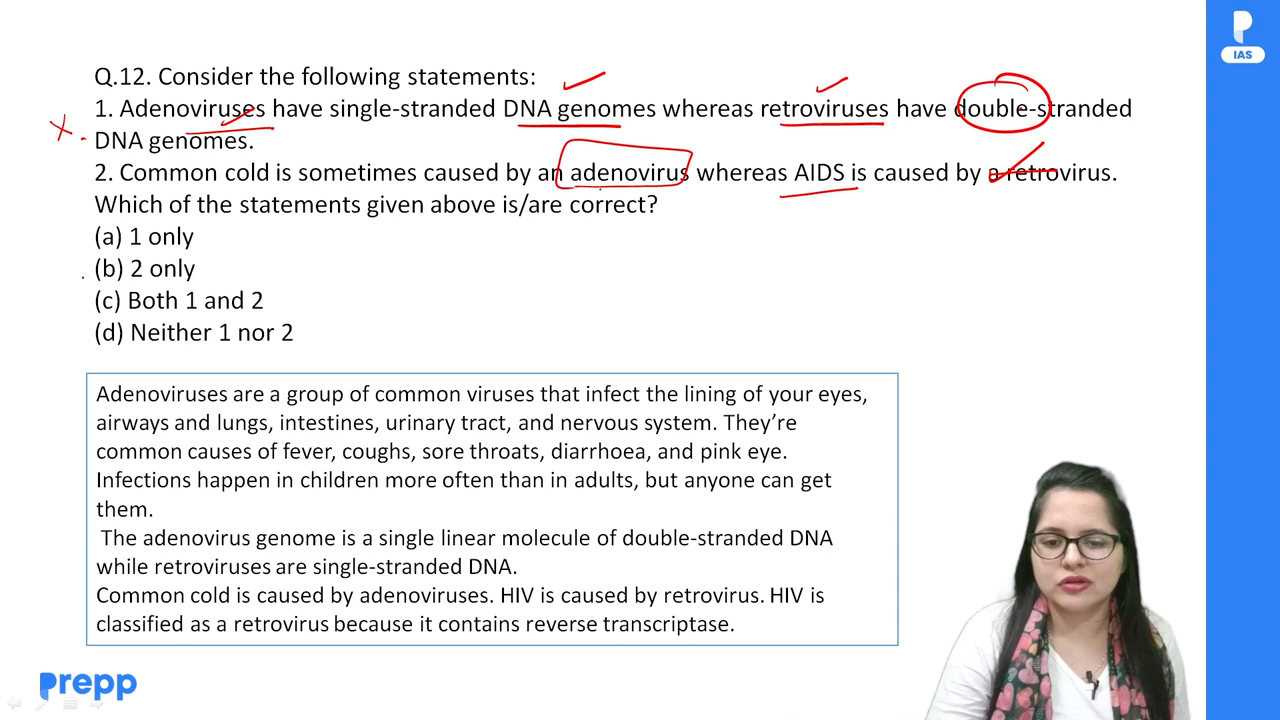 IAS
Q.12. Consider the following statements:
1. Adenoviruses have single-stranded DNA genomes whereas retroviruses have double-stranded
DNA genomes.
2. Common cold is sometimes caused by an adenovirus whereas AIDS is caused by a retrovirus.
Which of the statements given above is/are correct?
(a) 1 only
(b) 2 only
(c) Both 1 and 2
(d) Neither 1 nor 2
Adenoviruses are a group of common viruses that infect the lining of your eyes,
airways and lungs, intestines, urinary tract, and nervous system. They’re
common causes of fever, coughs, sore throats, diarrhoea, and pink eye.
Infections happen in children more often than in adults, but anyone can get
them.
The adenovirus genome is a single linear molecule of double-stranded DNA
while retroviruses are single-stranded DNA.
Common cold is caused by adenoviruses. HIV is caused by retrovirus. HIV is
classified as a retrovirus because it contains reverse transcriptase.
prepp